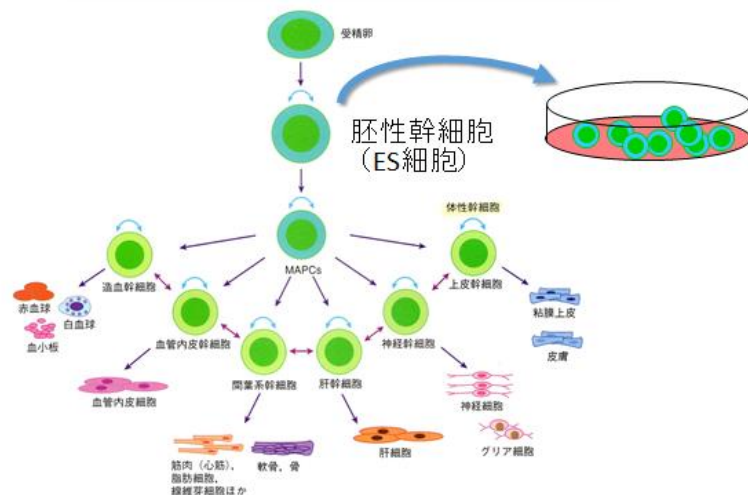 受精卵
胚性幹細胞
(ES細胞)
体性幹細胞
MAPCs
造血幹細胞
上皮幹細胞
赤血球
白血球
血小板
血管内皮幹細胞
神経幹細胞
粘膜上皮
皮膚
間葉系幹細胞
肝幹細胞
血管内皮細胞
神経細胞
グリア細胞
筋肉(心筋),
脂肪細胞,
線維芽細胞ほか
軟骨,骨
肝細胞